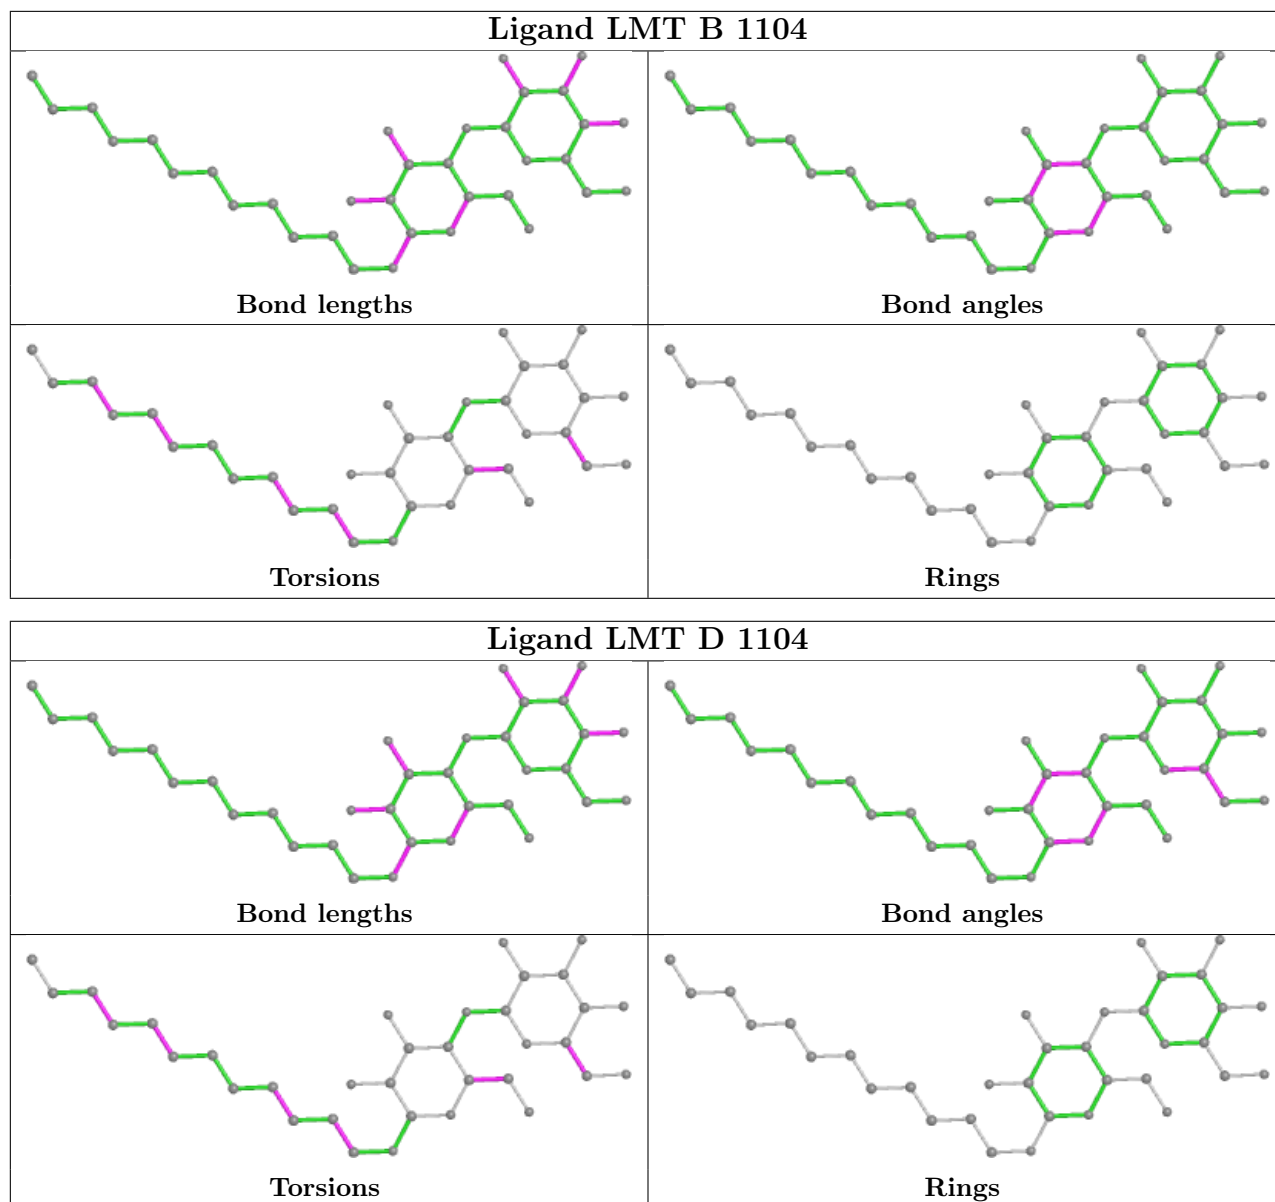 Ligand LMT B 1104
Bond lengths
Bond angles
Torsions
Rings
Ligand LMT D 1104
Bond lengths
Bond angles
Torsions
Rings